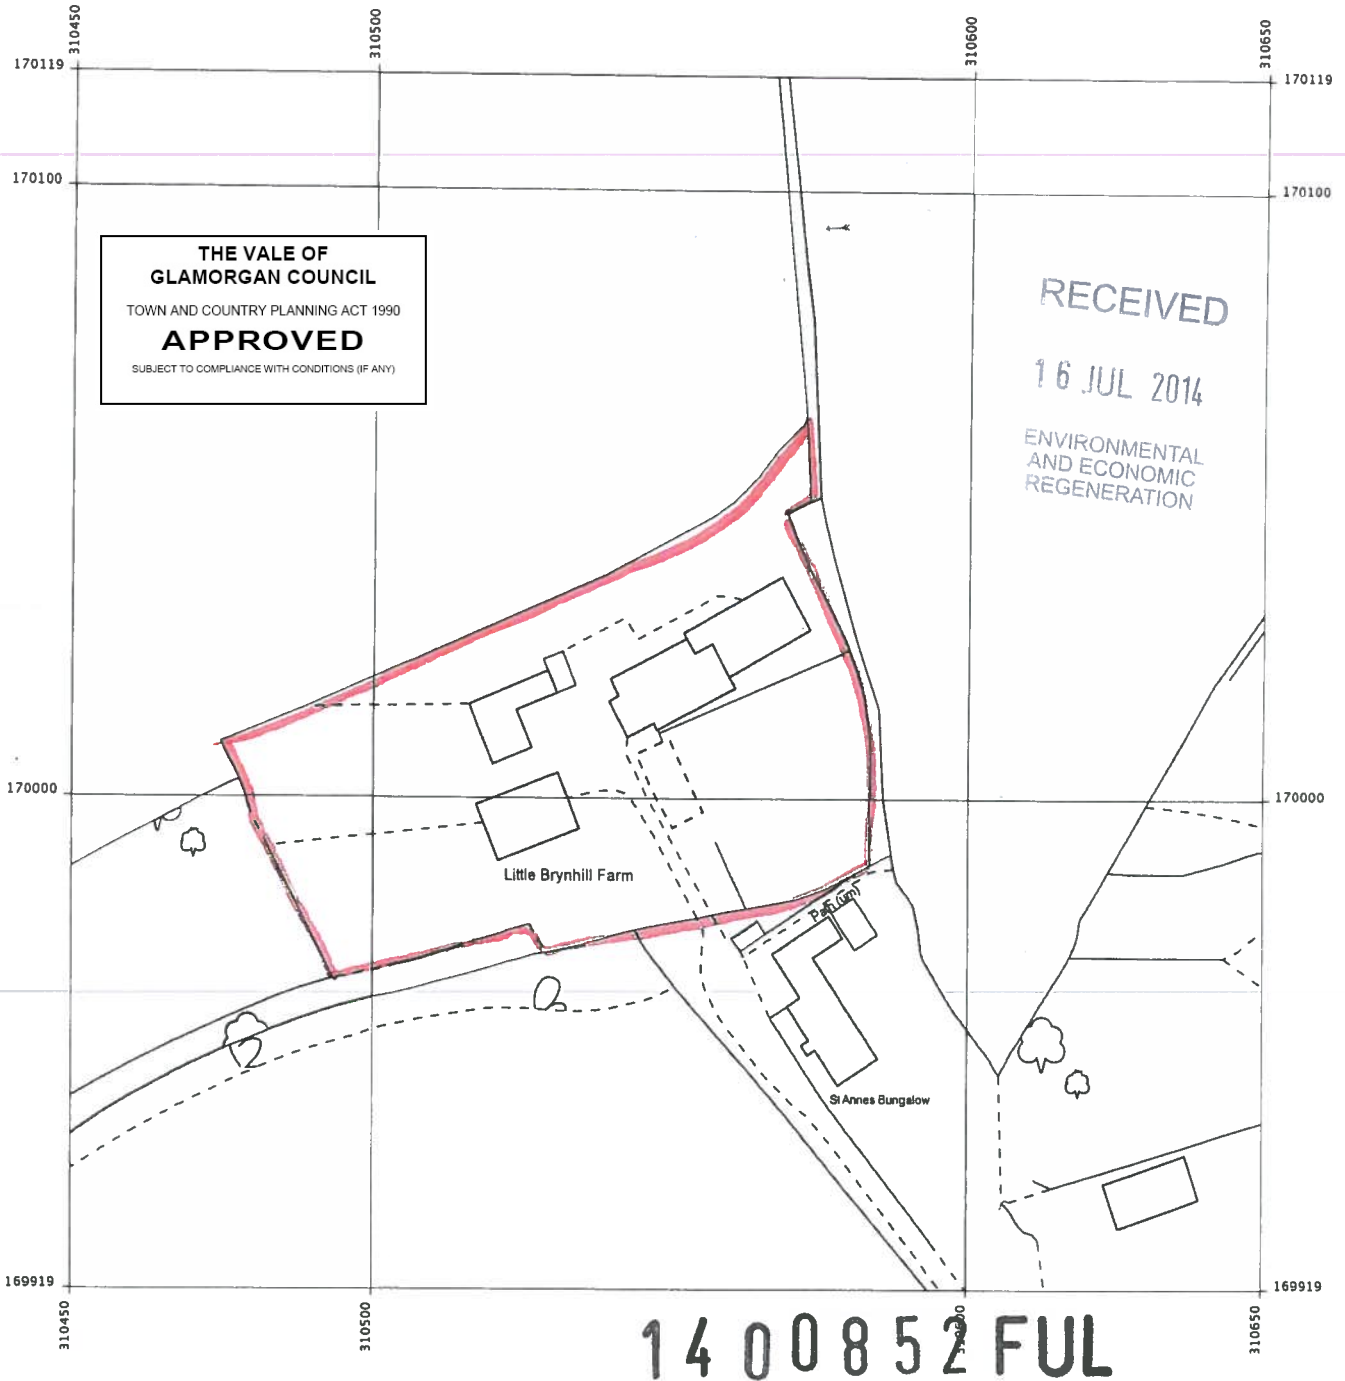 310450
310500
310600
310650
170119
170119
170100
170100
THE VALE OF
GLAMORGAN COUNCIL
TOWN AND COUNTRY PLANNING ACT 1990
APPROVED
SUBJECT TO COMPLIANCE WITH CONDITIONS (IF ANY)
RECEIVED
16 JUL 2014
ENVIRONMENTAL
AND ECONOMIC
REGENERATION
170000
170000
Little Brynhill Farm
Path (um)
St Annes Bungalow
169919
169919
310450
310500
310600
310650
1400852 FUL